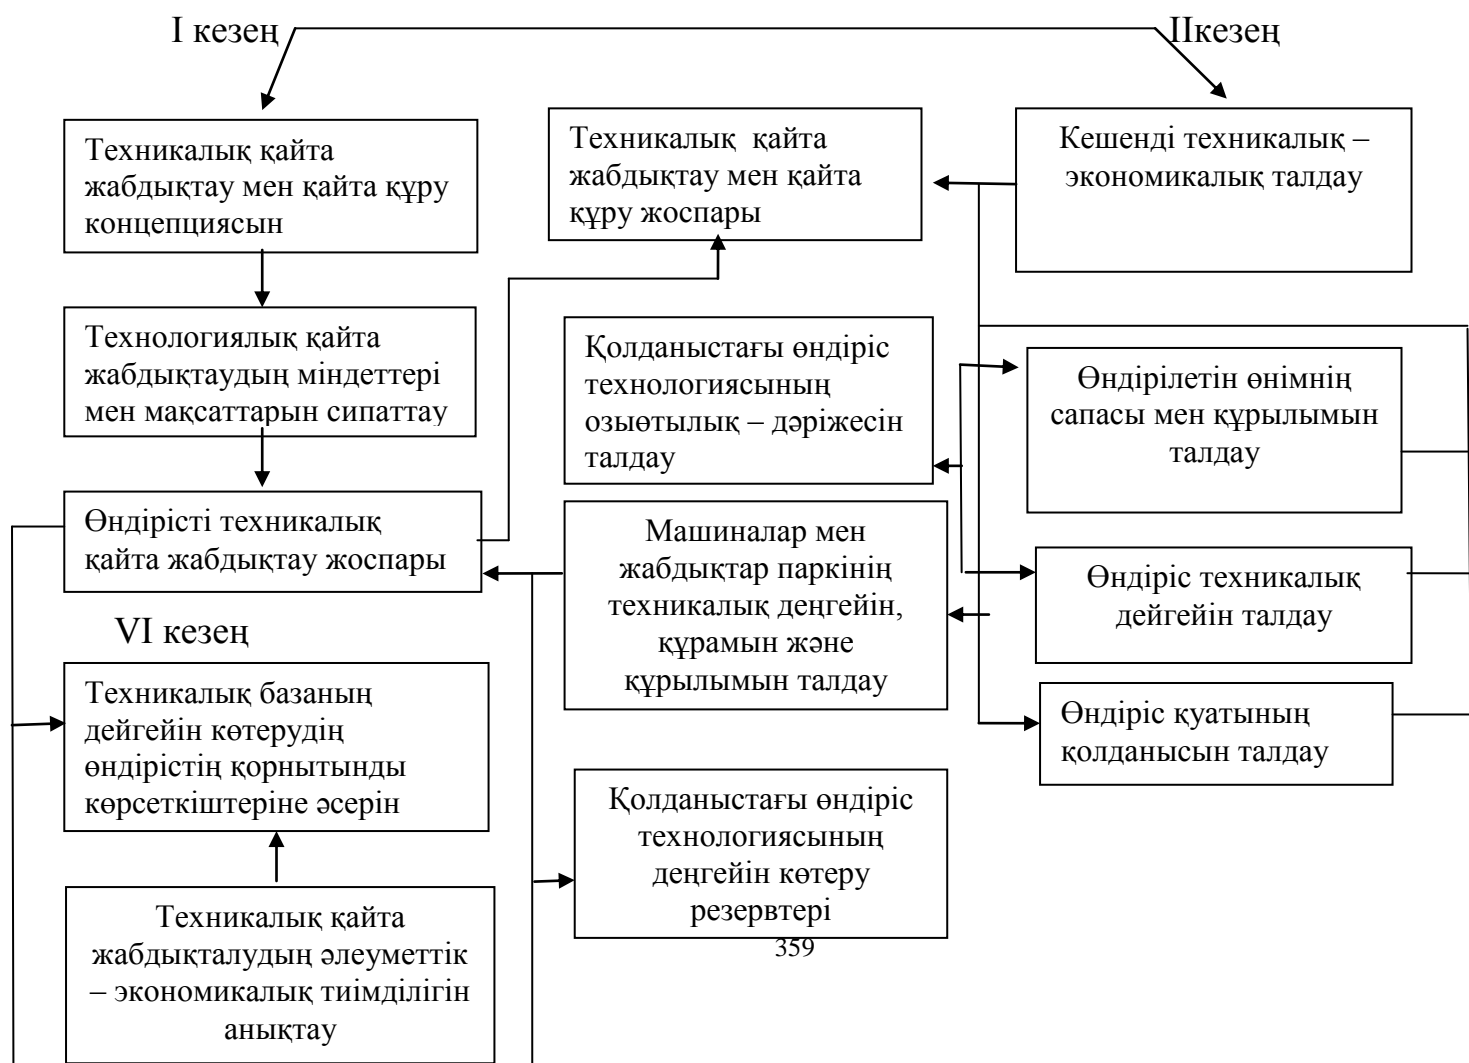 I кезең
IIкезең
Техникалық қайта
жабдықтау мен қайта құру
концепциясын
Техникалық қайта
жабдықтау мен қайта
құру жоспары
Кешенді техникалық –
экономикалық талдау
Технологиялық қайта
жабдықтаудың міндеттері
мен мақсаттарын сипаттау
Қолданыстағы өндіріс
технологиясының
озыөтылық – дәріжесін
талдау
Өндірілетін өнімнің
сапасы мен құрылымын
талдау
Өндірісті техникалық
қайта жабдықтау жоспары
Машиналар мен
жабдықтар паркінің
техникалық деңгейін,
құрамын және
құрылымын талдау
Өндіріс техникалық
дейгейін талдау
VI кезең
Техникалық базаның
дейгейін көтерудің
өндірістің қорнытынды
көрсеткіштеріне әсерін
Өндіріс қуатының
қолданысын талдау
Қолданыстағы өндіріс
технологиясының
деңгейін көтеру
резервтері
Техникалық қайта
жабдықталудың әлеуметтік
– экономикалық тиімділігін
анықтау
359